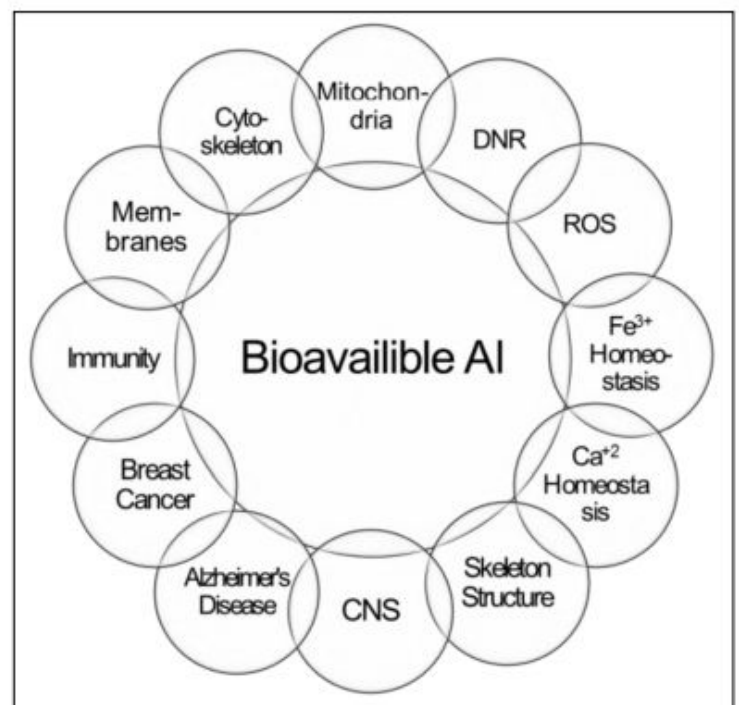 Mitochon-
dria
DNR
ROS
Fe³⁺
Homeo-
stasis
Ca⁺²
Homeosta
sis
Skeleton
Structure
CNS
Alzheimer's
Disease
Breast
Cancer
Immunity
Mem-
branes
Cyto-
skeleton
Bioavailible Al